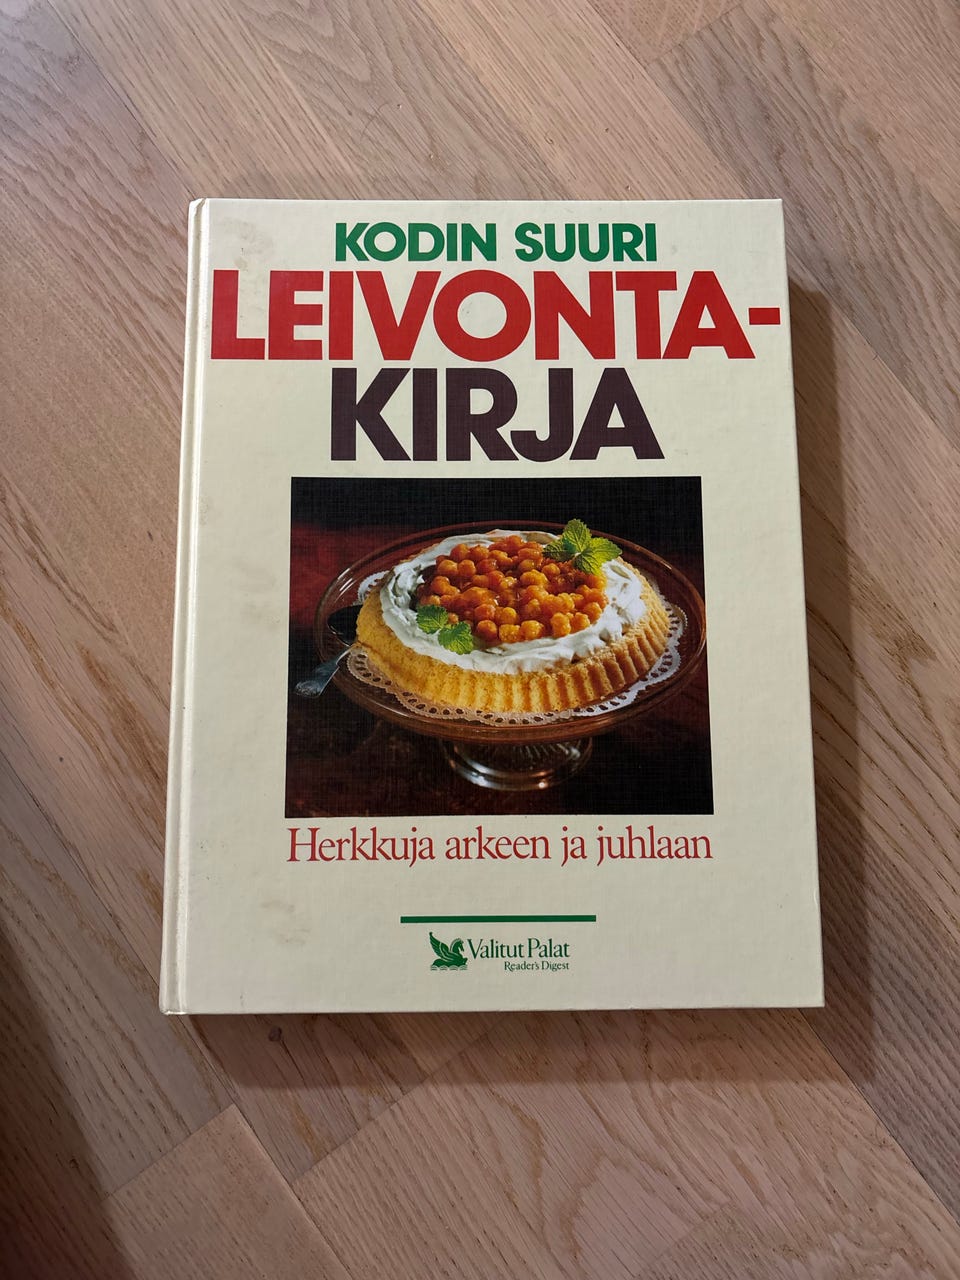 KODIN SUURI
LEIVONTA-
KIRJA
Herkkuja arkeen ja juhlaan
Valitut Palat
Reader's Digest